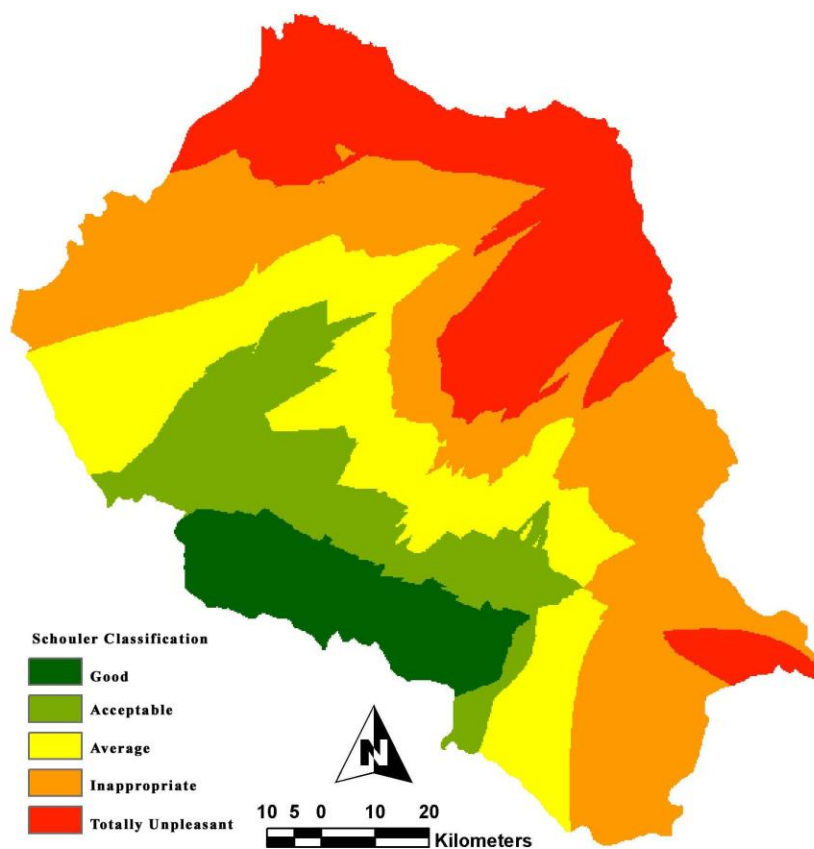 Schouler Classification
Good
Acceptable
Average
Inappropriate
Totally Unpleasant
N
10 5 0 10 20
Kilometers